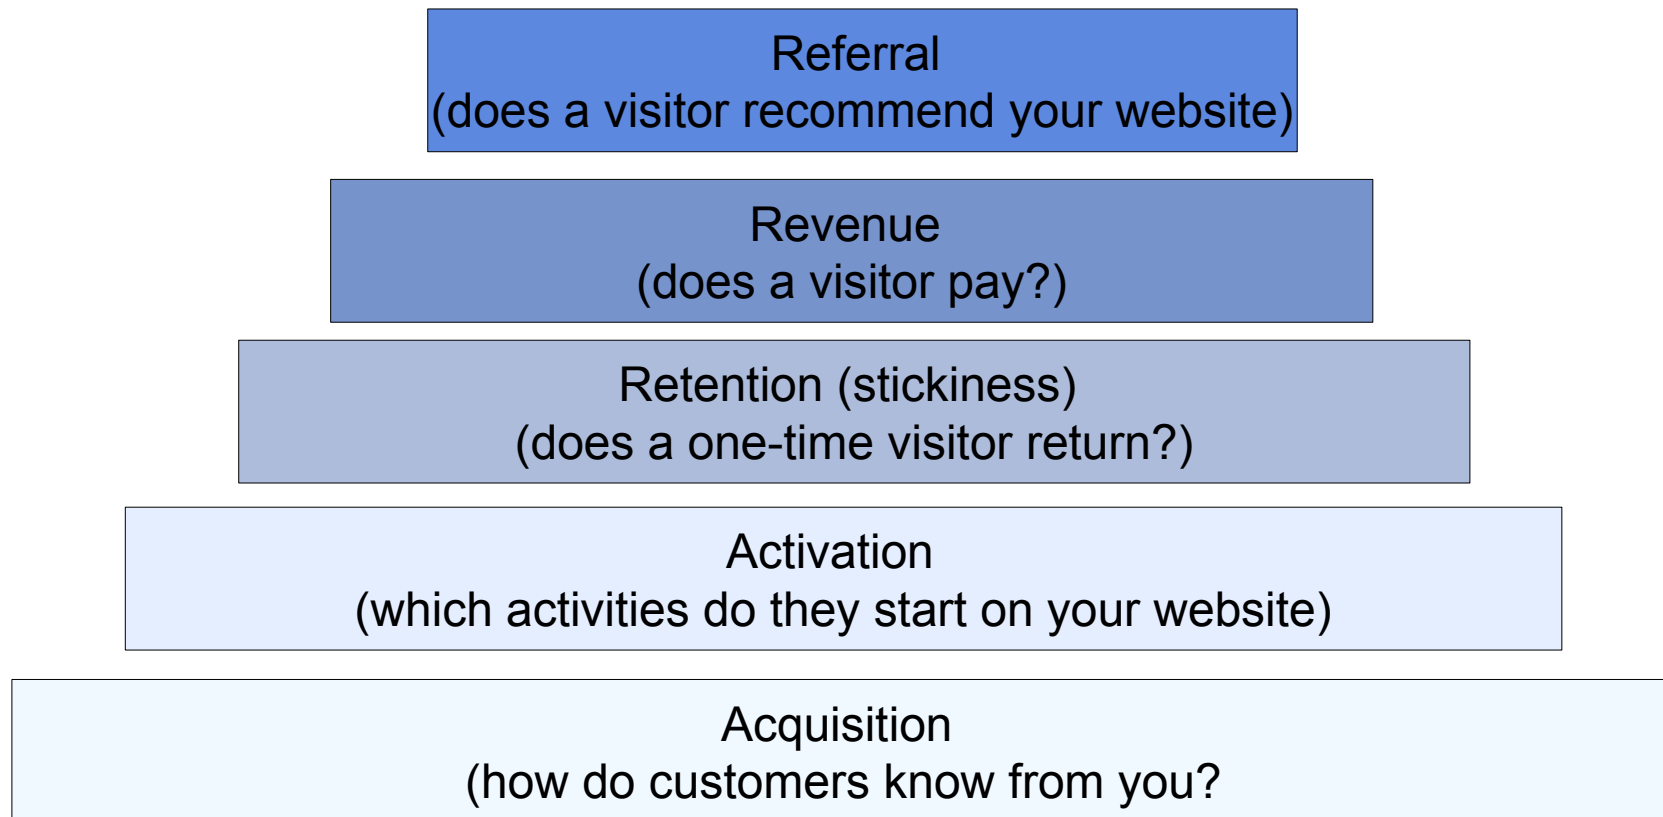 Referral
(does a visitor recommend your website)
Revenue
(does a visitor pay?)
Retention (stickiness)
(does a one-time visitor return?)
Activation
(which activities do they start on your website)
Acquisition
(how do customers know from you?